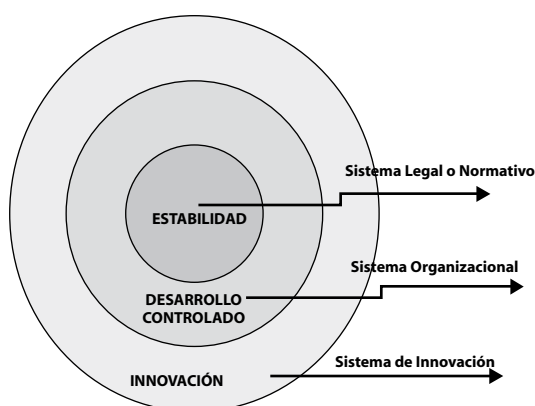 Sistema Legal o Normativo
ESTABILIDAD
Sistema Organizacional
DESARROLLO
CONTROLADO
Sistema de Innovación
INNOVACIÓN